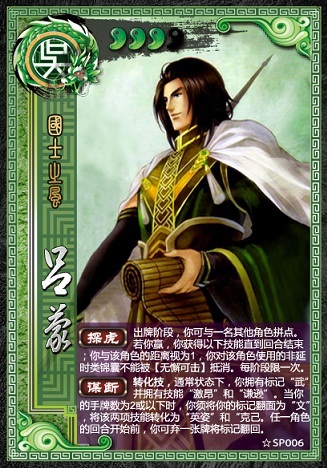 吳
國士之風
呂蒙
探虎
出牌阶段，你可与一名其他角色拼点。
若你赢，你获得以下技能直到回合结束
；你与该角色的距离视为1，你对该角色使用的非延
时类锦囊不能被【无懈可击】抵消。每阶段限一次。
谋断
转化技，通常状态下，你拥有标记“武”
并拥有技能“激昂”和“谦逊”。当你
的手牌数为2或以下时，你须将你的标记翻面为“文”
，将该两项技能转化为“英姿”和“克己”。任一角色
的回合开始前，你可弃一张牌将标记翻回。
☆SP006